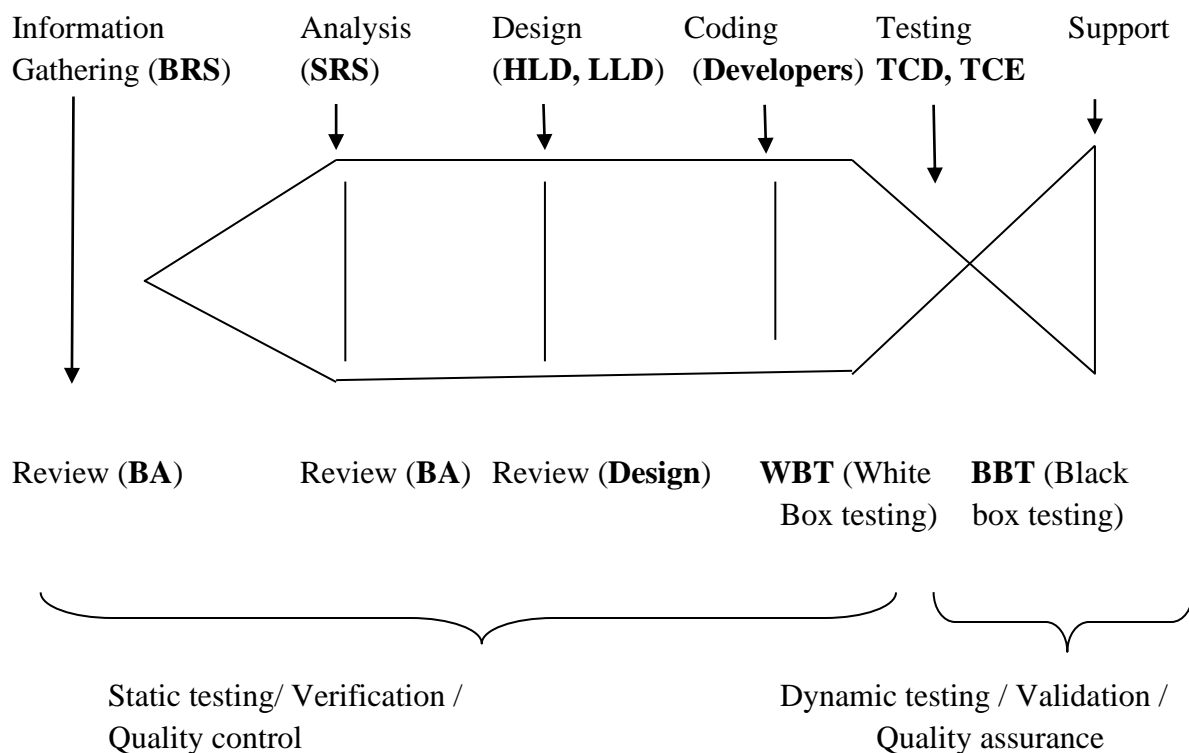 Information
Gathering (BRS)
Analysis
(SRS)
Design
(HLD, LLD)
Coding
(Developers)
Testing
TCD, TCE
Support
Review (BA)
Review (BA)
Review (Design)
WBT (White
Box testing)
BBT (Black
box testing)
Static testing/ Verification /
Quality control
Dynamic testing / Validation /
Quality assurance